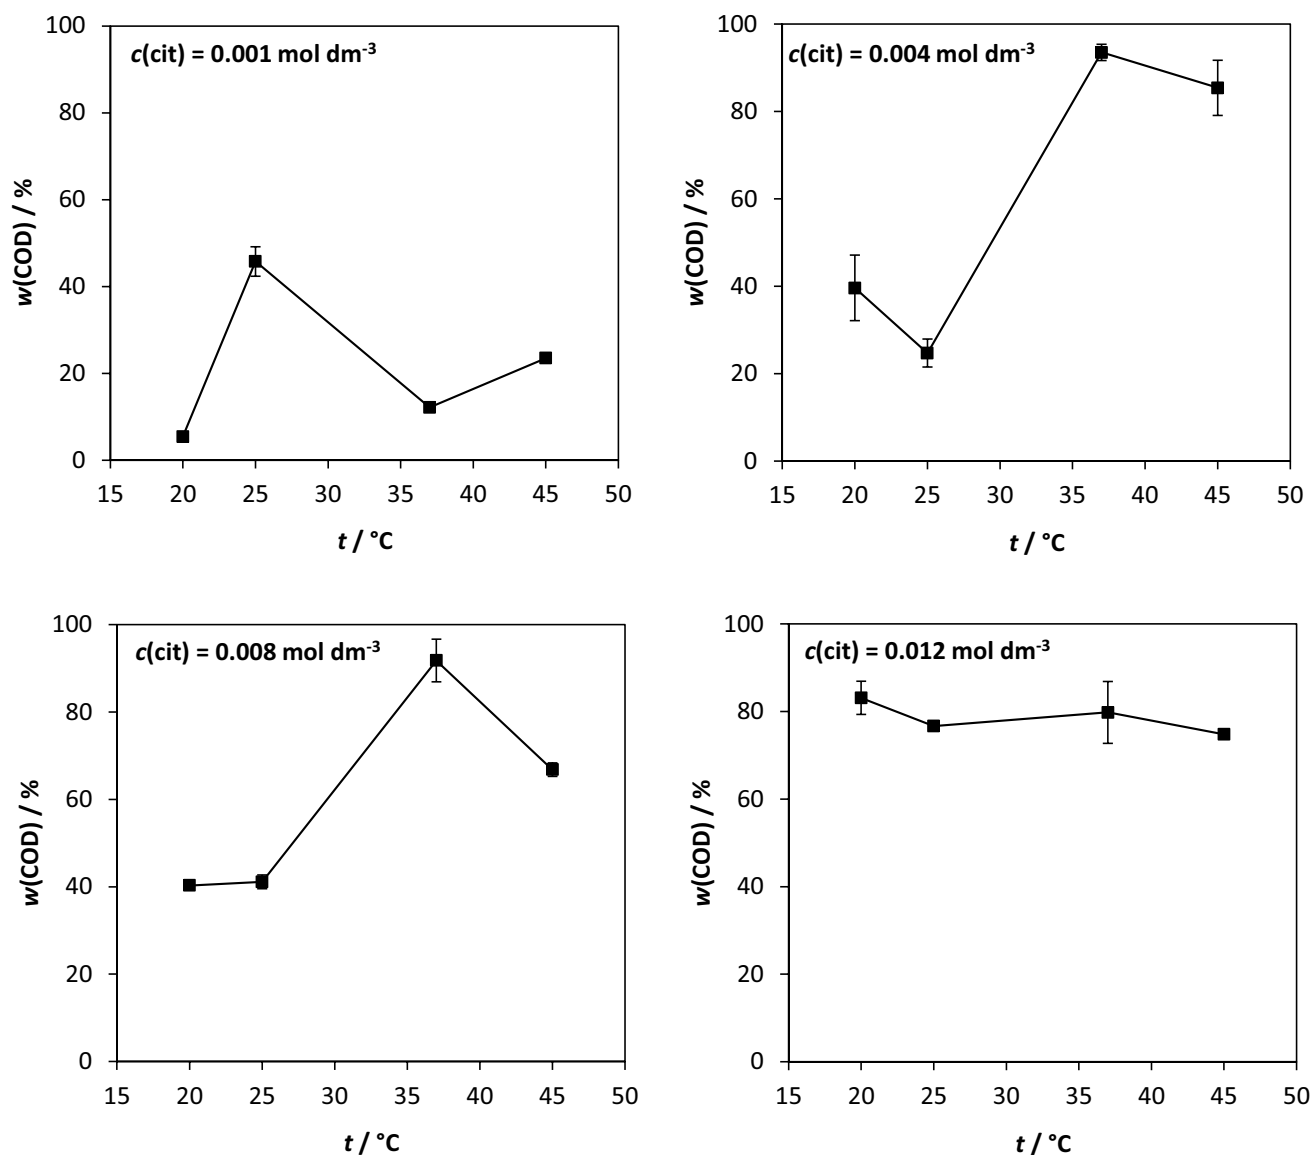 c(cit) = 0.001 mol dm-3
w(COD) / %
100
80
60
40
20
0
15 20 25 30 35 40 45 50
t / °C
c(cit) = 0.004 mol dm-3
w(COD) / %
100
80
60
40
20
0
15 20 25 30 35 40 45 50
t / °C
c(cit) = 0.008 mol dm-3
w(COD) / %
100
80
60
40
20
0
15 20 25 30 35 40 45 50
t / °C
c(cit) = 0.012 mol dm-3
w(COD) / %
100
80
60
40
20
0
15 20 25 30 35 40 45 50
t / °C